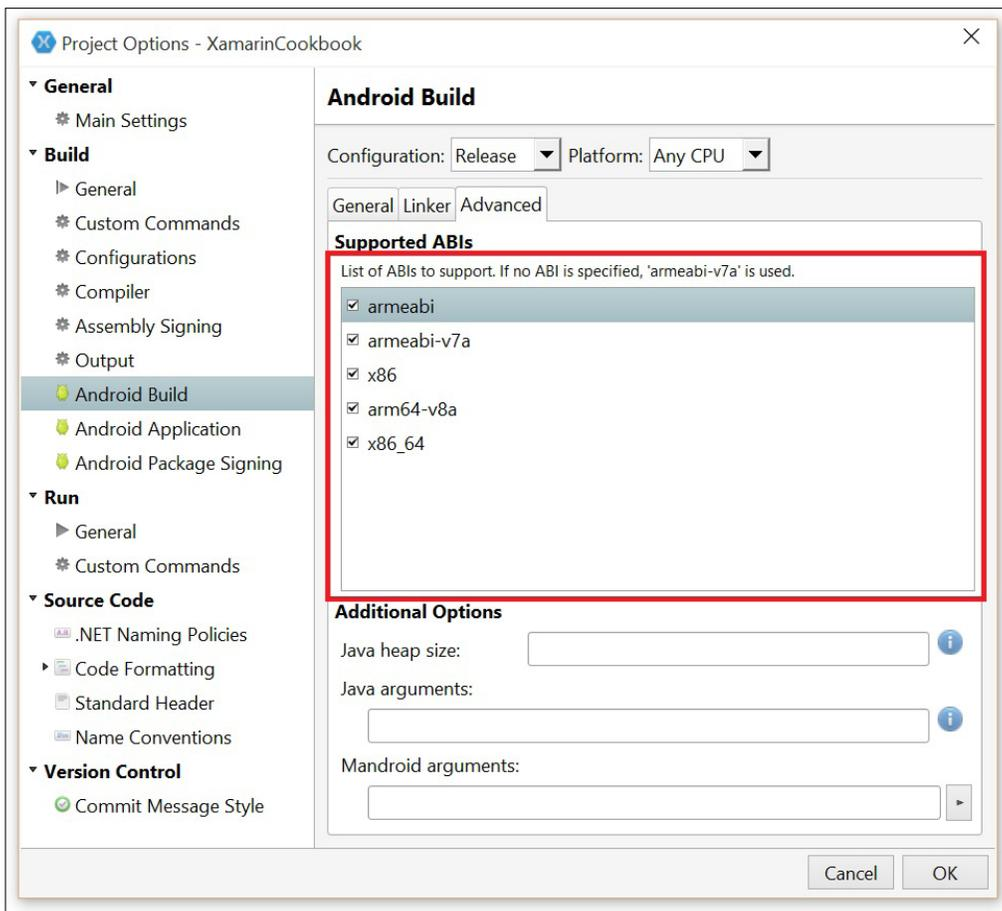 Project Options - XamarinCookbook
General
Main Settings
Build
General
Custom Commands
Configurations
Compiler
Assembly Signing
Output
Android Build
Android Application
Android Package Signing
Run
General
Custom Commands
Source Code
.NET Naming Policies
Code Formatting
Standard Header
Name Conventions
Version Control
Commit Message Style
Android Build
Configuration: Release Platform: Any CPU
General Linker Advanced
Supported ABIs
List of ABIs to support. If no ABI is specified, 'armeabi-v7a' is used.
armeabi
armeabi-v7a
x86
arm64-v8a
x86_64
Additional Options
Java heap size:
Java arguments:
Mandroid arguments:
Cancel OK